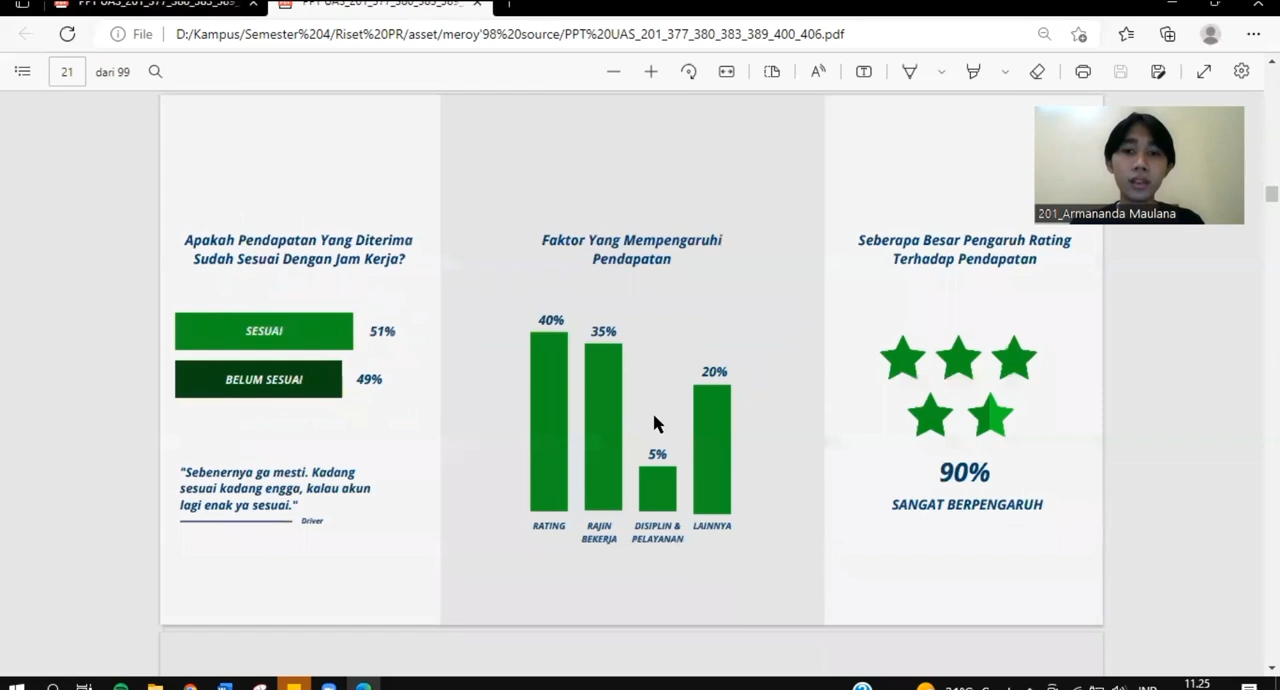 File
D:/Kampus/Semester%204/Riset%20PR/asset/meroy'98%20source/PPT%20UAS_201_377_380_383_389_400_406.pdf
21
dari 99
201_Armananda Maulana
Apakah Pendapatan Yang Diterima
Sudah Sesuai Dengan Jam Kerja?
SESUAI
51%
BELUM SESUAI
49%
"Sebenernya ga mesti. Kadang
sesuai kadang engga, kalau akun
lagi enak ya sesuai."
Driver
Faktor Yang Mempengaruhi
Pendapatan
40%
35%
5%
20%
RATING
RAJIN
BEKERJA
DISIPLIN &
PELAYANAN
LAINNYA
Seberapa Besar Pengaruh Rating
Terhadap Pendapatan
90%
SANGAT BERPENGARUH
11.25